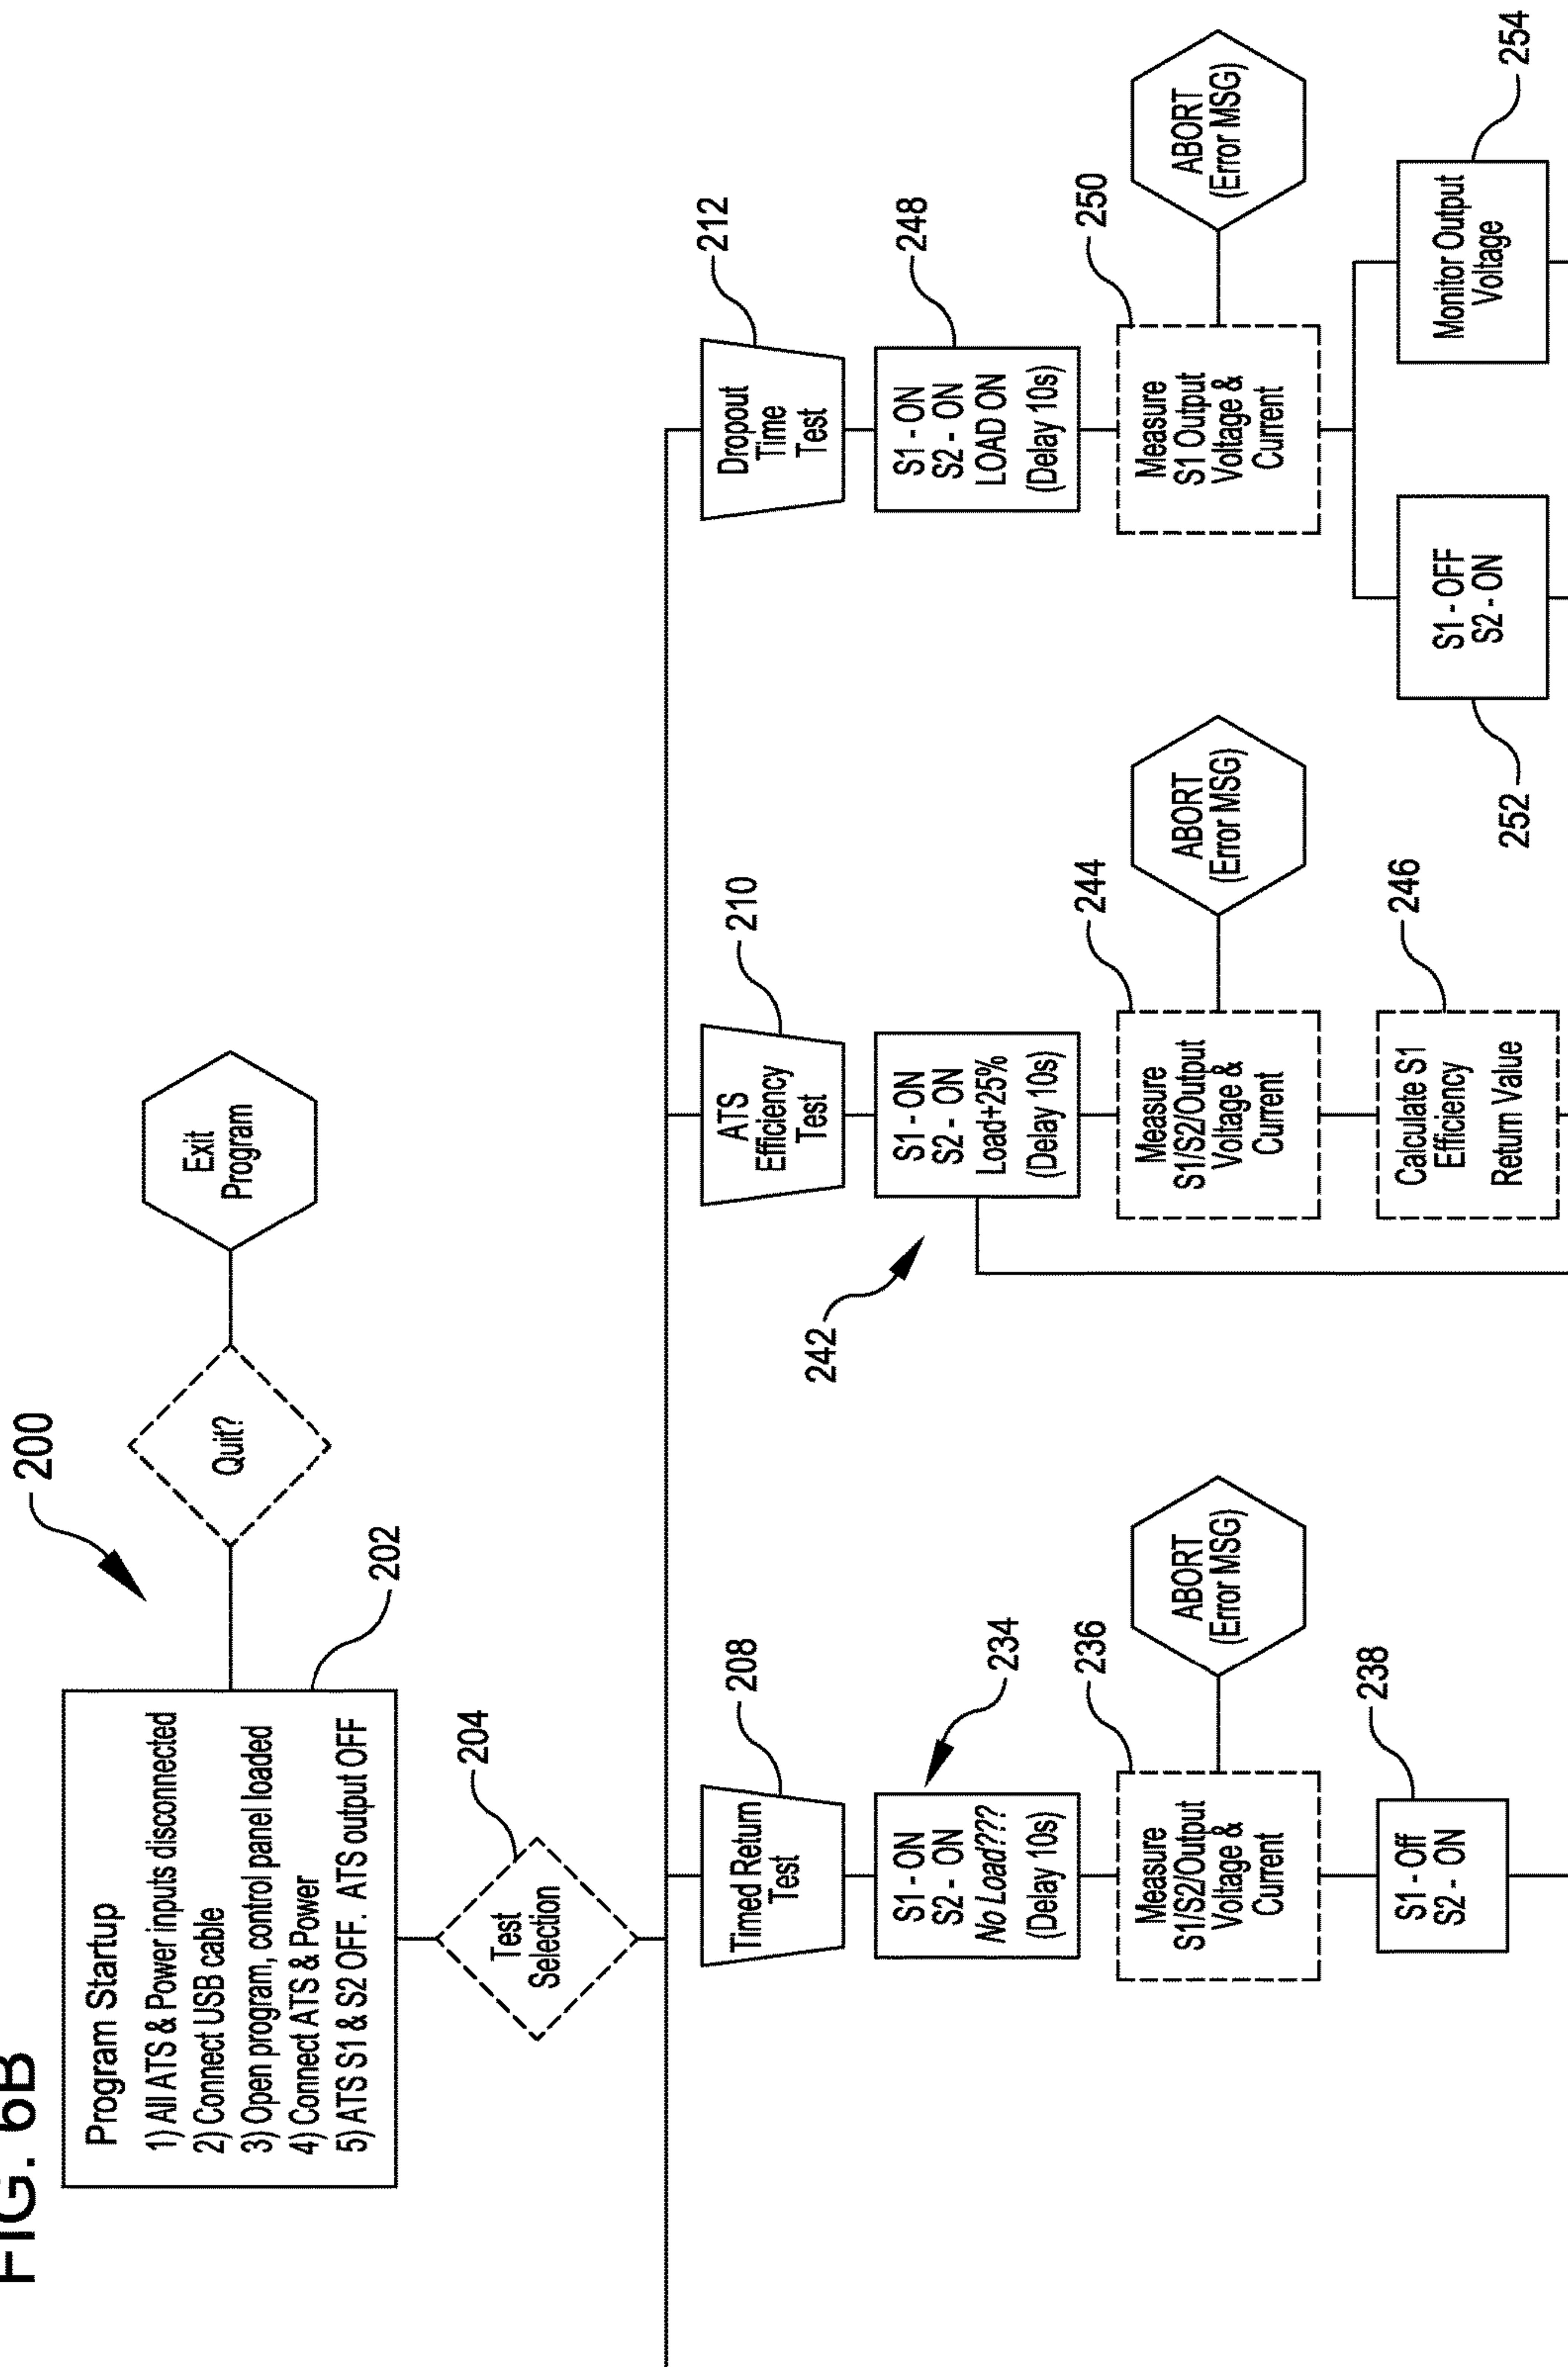 FIG. 6B
200
Program Startup
1) All ATS & Power inputs disconnected
2) Connect USB cable
3) Open program, control panel loaded
4) Connect ATS & Power
5) ATS S1 & S2 OFF. ATS output OFF
202
Quit?
Exit
Program
Test
Selection
204
Timed Return
Test
208
S1 - ON
S2 - ON
No Load???
(Delay 10s)
234
Measure
S1/S2/Output
Voltage &
Current
236
ABORT
(Error MSG)
S1 - Off
S2 - ON
238
ATS
Efficiency
Test
210
S1 - ON
S2 - ON
Load+25%
(Delay 10s)
242
Measure
S1/S2/Output
Voltage &
Current
244
ABORT
(Error MSG)
Calculate S1
Efficiency
Return Value
246
Dropout
Time
Test
212
S1 - ON
S2 - ON
LOAD ON
(Delay 10s)
248
Measure
S1 Output
Voltage &
Current
250
ABORT
(Error MSG)
S1 - OFF
S2 - ON
252
Monitor Output
Voltage
254